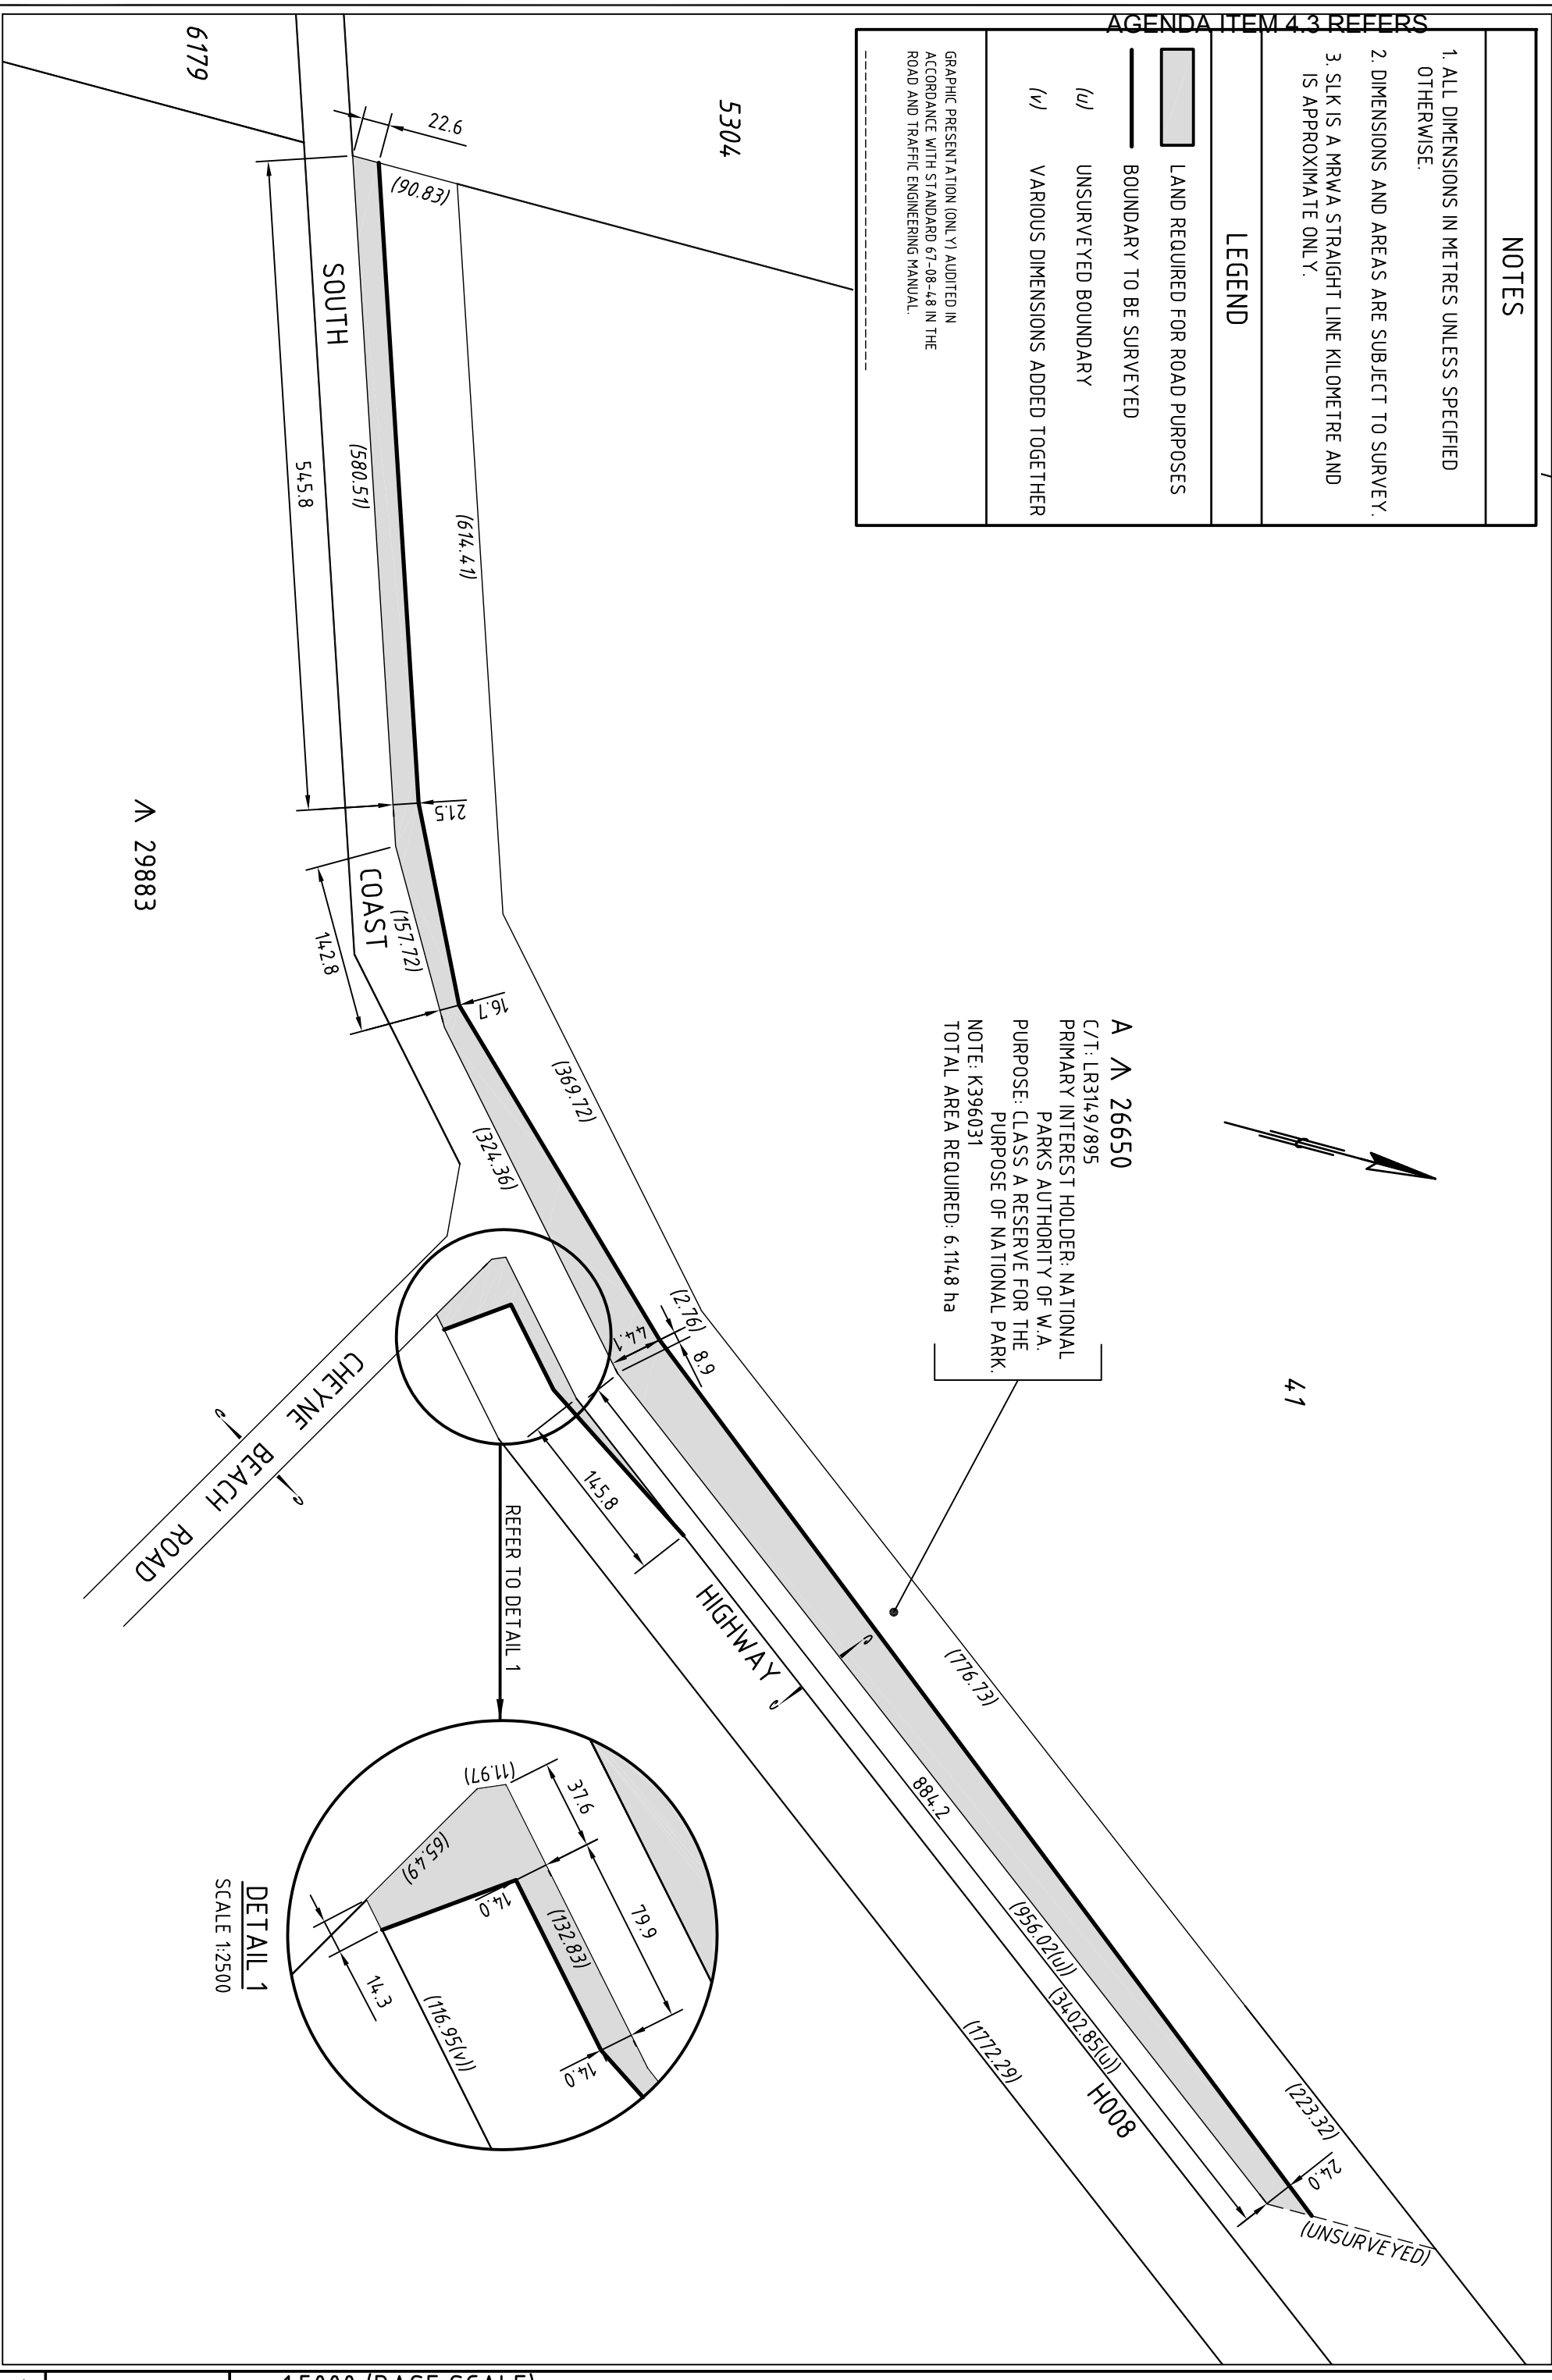 AGENDA ITEM 4.3 REFERS
NOTES
1. ALL DIMENSIONS IN METRES UNLESS SPECIFIED
OTHERWISE.
2. DIMENSIONS AND AREAS ARE SUBJECT TO SURVEY.
3. SLK IS A MRWA STRAIGHT LINE KILOMETRE AND
IS APPROXIMATE ONLY.
LEGEND
LAND REQUIRED FOR ROAD PURPOSES
BOUNDARY TO BE SURVEYED
(u) UNSURVEYED BOUNDARY
(v) VARIOUS DIMENSIONS ADDED TOGETHER
GRAPHIC PRESENTATION (ONLY) AUDITED IN
ACCORDANCE WITH STANDARD 67-08-48 IN THE
ROAD AND TRAFFIC ENGINEERING MANUAL.
6179
5304
22.6
(90.83)
SOUTH
(580.51)
545.8
(614.41)
21.5
COAST
(157.72)
142.8
16.7
29883
(369.72)
(324.36)
A 26650
C/T: LR3149/895
PRIMARY INTEREST HOLDER: NATIONAL
PARKS AUTHORITY OF W.A.
PURPOSE: CLASS A RESERVE FOR THE
PURPOSE OF NATIONAL PARK.
NOTE: K396031
TOTAL AREA REQUIRED: 6.1148 ha
41
(2.76)
44.1
8.9
CHEYNE BEACH ROAD
145.8
REFER TO DETAIL 1
HIGHWAY
(776.73)
884.2
(956.02(u))
(3402.85(u))
H008
(1772.29)
(223.32)
24.0
(UNSURVEYED)
(11.97)
37.6
(65.49)
14.0
79.9
(132.83)
14.3
(116.95(v))
14.0
DETAIL 1
SCALE 1:2500
1:5000 (BASE SCALE)